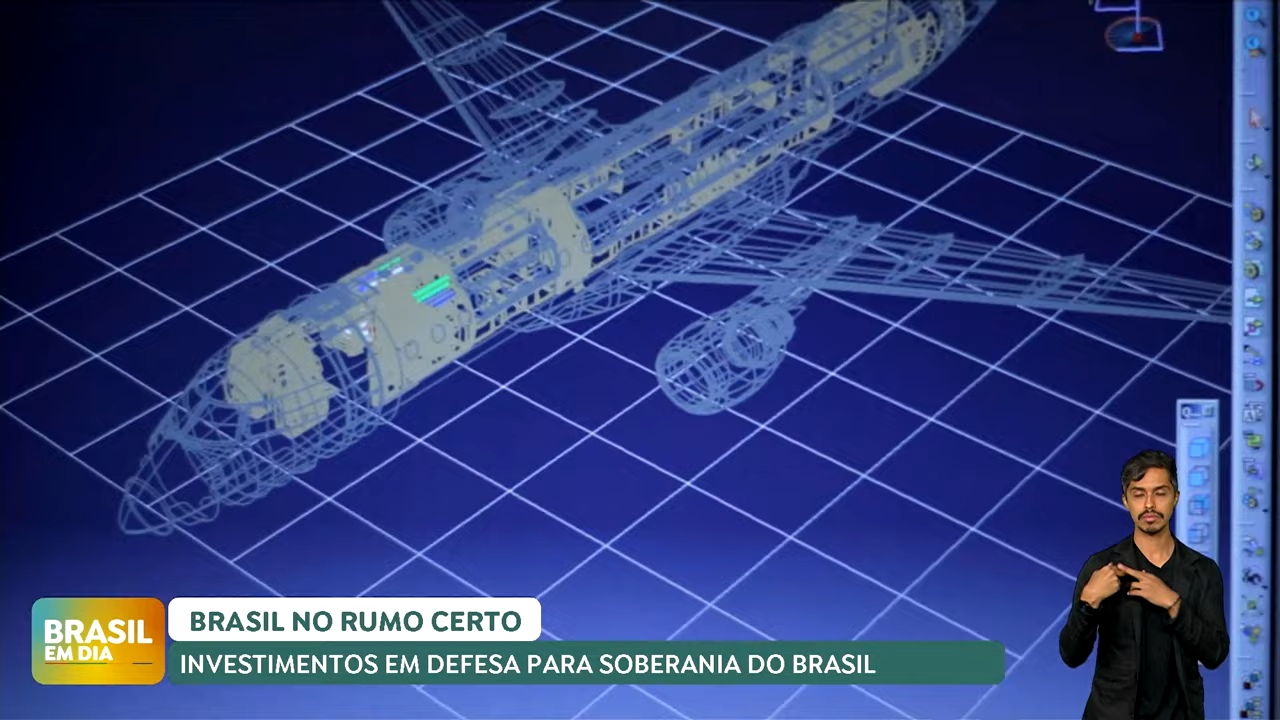 BRASIL NO RUMO CERTO
BRASIL
EM DIA
INVESTIMENTOS EM DEFESA PARA SOBERANIA DO BRASIL